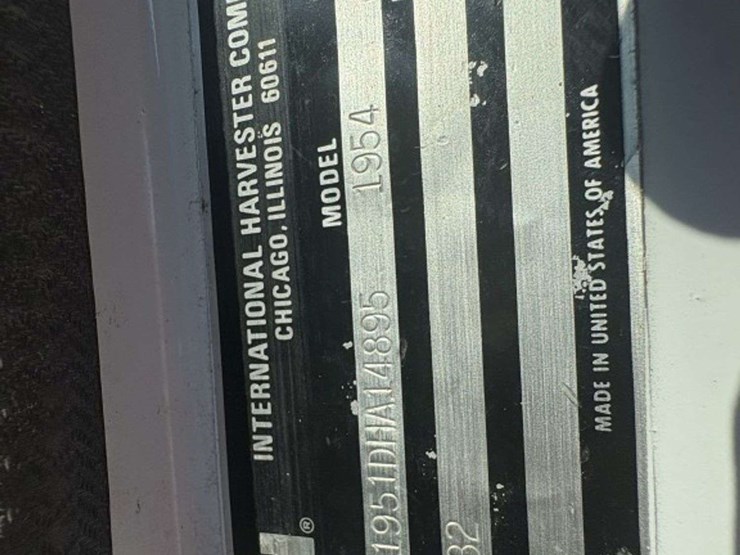 INTERNATIONAL HARVESTER COM
CHICAGO, ILLINOIS 60611
®
MODEL
1951DHA14895 1954
32
MADE IN UNITED STATES OF AMERICA